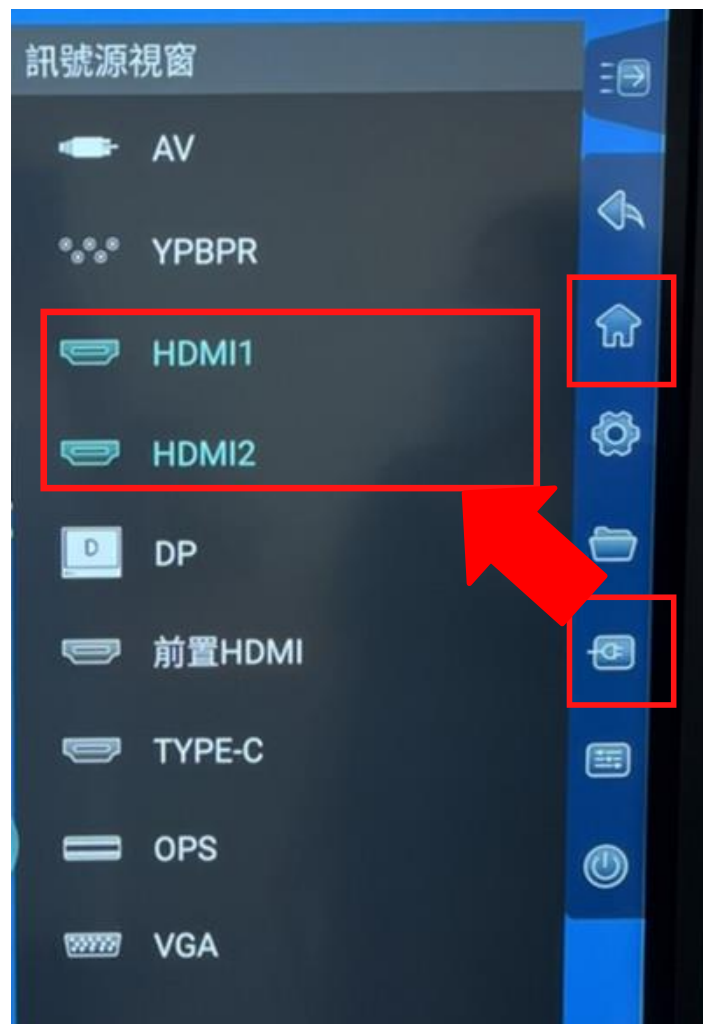 訊號源視窗
AV
YPBPR
HDMI1
HDMI2
D
DP
前置HDMI
TYPE-C
OPS
VGA